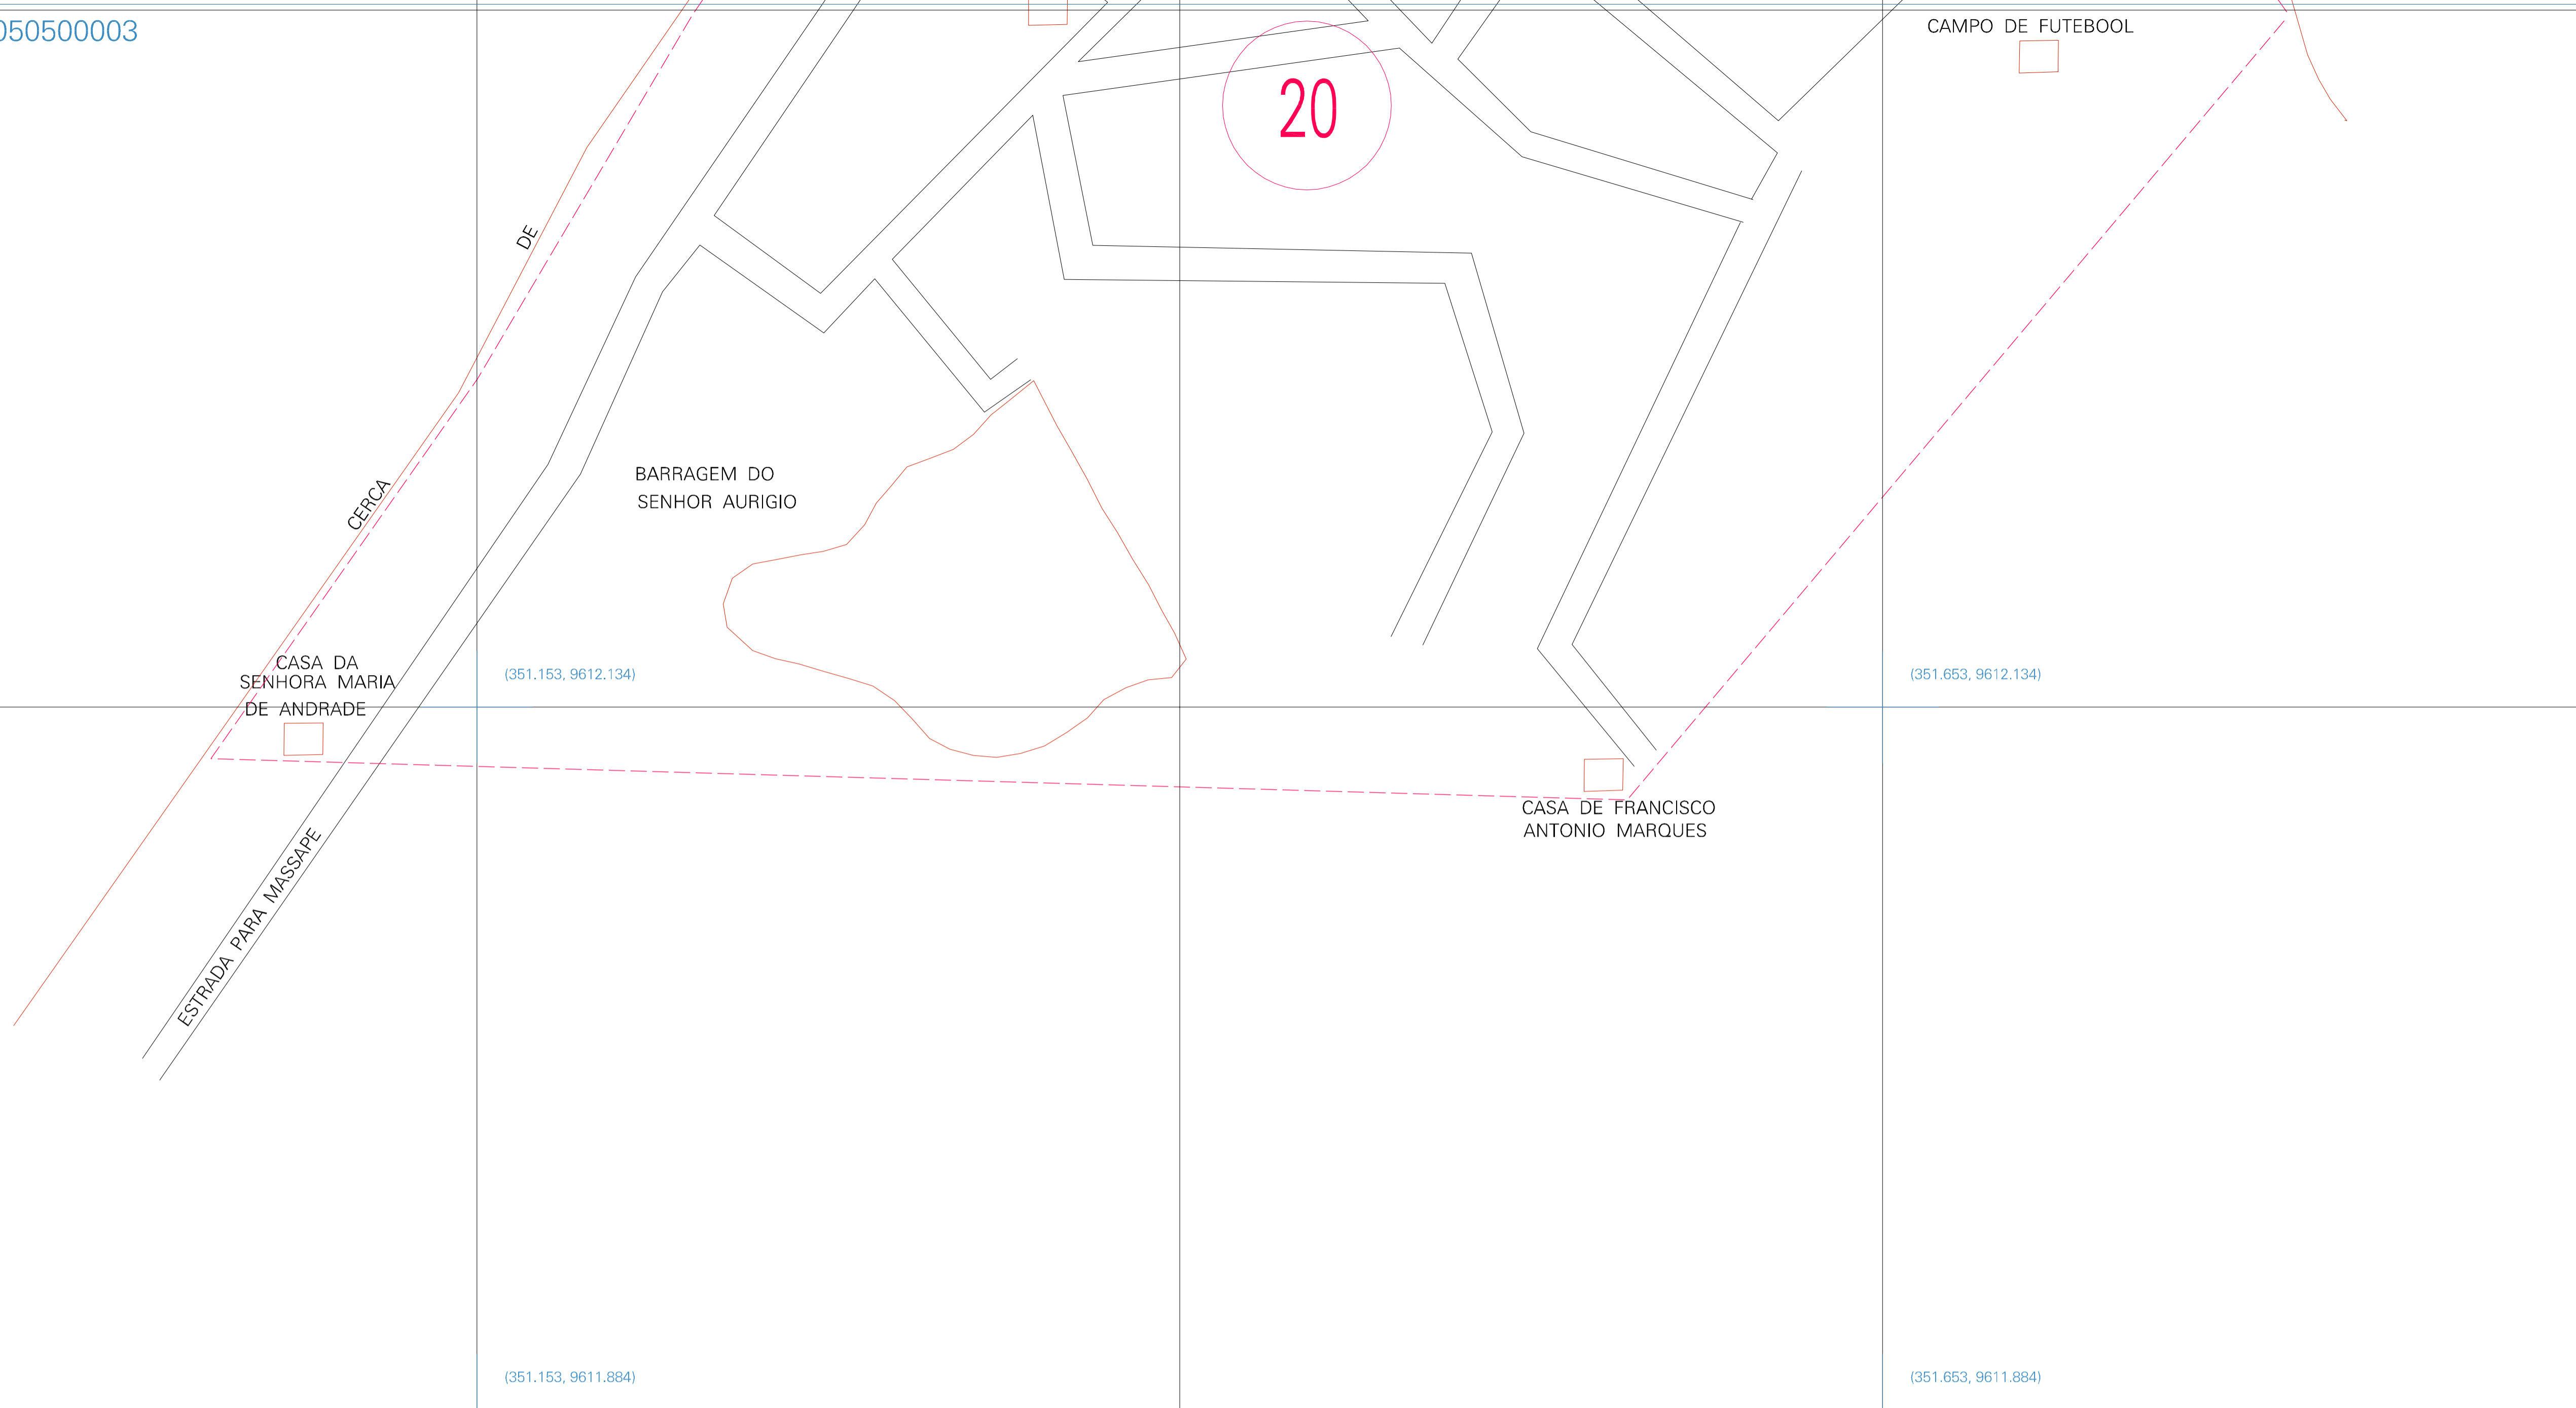 050500003
CAMPO DE FUTEBOOL
20
DE
CERCA
BARRAGEM DO
SENHOR AURIGIO
CASA DA
SENHORA MARIA
DE ANDRADE
(351.153, 9612.134)
(351.653, 9612.134)
CASA DE FRANCISCO
ANTONIO MARQUES
ESTRADA PARA MASSAPE
(351.153, 9611.884)
(351.653, 9611.884)